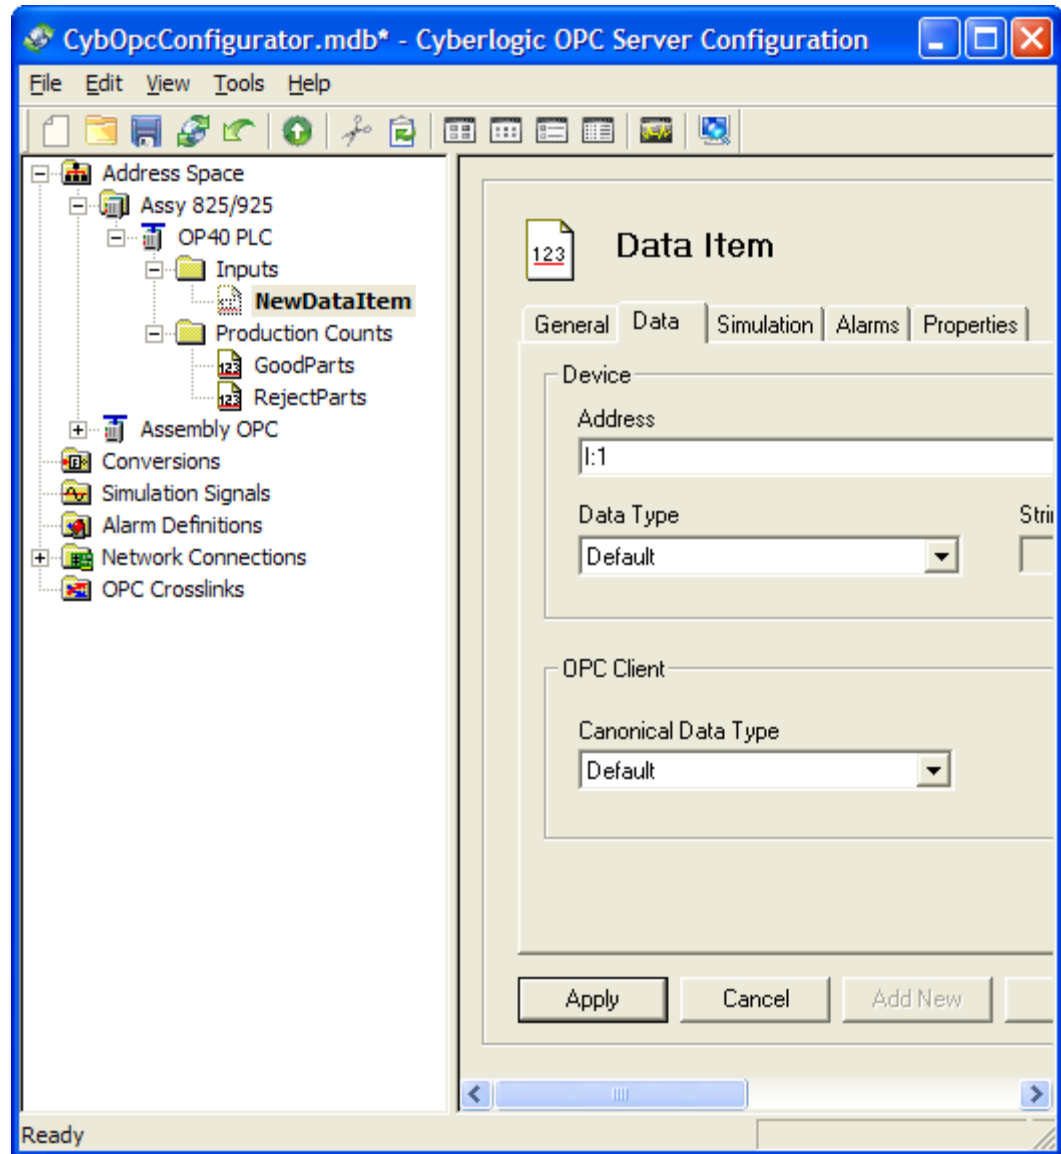 CybOpcConfigurator.mdb* - Cyberlogic OPC Server Configuration
File Edit View Tools Help
Address Space
Assy 825/925
OP40 PLC
Inputs
NewDataItem
Production Counts
GoodParts
RejectParts
Assembly OPC
Conversions
Simulation Signals
Alarm Definitions
Network Connections
OPC Crosslinks
123
Data Item
General Data Simulation Alarms Properties
Device
Address
I:1
Data Type
Default
OPC Client
Canonical Data Type
Default
Apply Cancel Add New
Ready